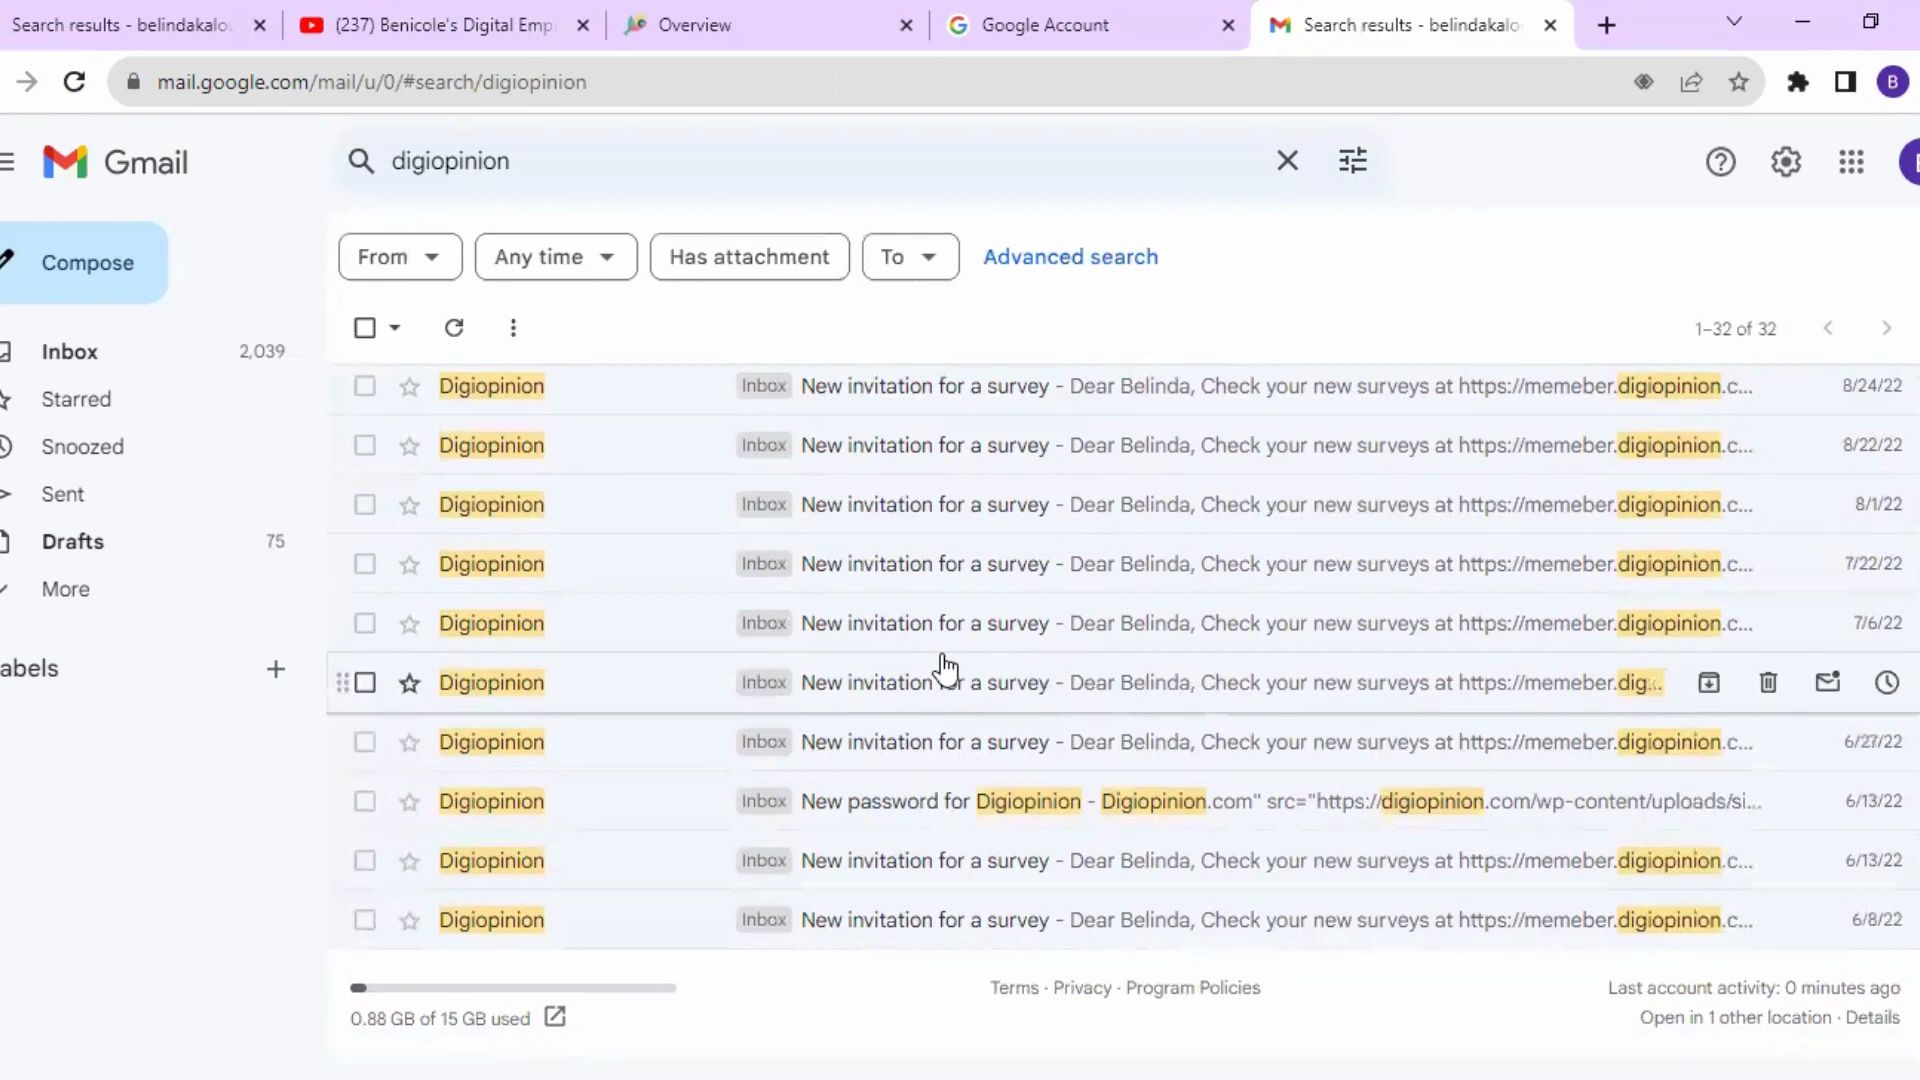 Search results - belindakalou
(237) Benicole's Digital Emp
Overview
Google Account
Search results - belindakalo
mail.google.com/mail/u/0/#search/digiopinion
B
Gmail
digiopinion
Compose
From
Any time
Has attachment
To
Advanced search
1–32 of 32
Inbox 2,039
Starred
Snoozed
Sent
Drafts 75
More
abels
Digiopinion Inbox New invitation for a survey - Dear Belinda, Check your new surveys at https://memeber.digiopinion.c... 8/24/22
Digiopinion Inbox New invitation for a survey - Dear Belinda, Check your new surveys at https://memeber.digiopinion.c... 8/22/22
Digiopinion Inbox New invitation for a survey - Dear Belinda, Check your new surveys at https://memeber.digiopinion.c... 8/1/22
Digiopinion Inbox New invitation for a survey - Dear Belinda, Check your new surveys at https://memeber.digiopinion.c... 7/22/22
Digiopinion Inbox New invitation for a survey - Dear Belinda, Check your new surveys at https://memeber.digiopinion.c... 7/6/22
Digiopinion Inbox New invitation for a survey - Dear Belinda, Check your new surveys at https://memeber.dig...
Digiopinion Inbox New invitation for a survey - Dear Belinda, Check your new surveys at https://memeber.digiopinion.c... 6/27/22
Digiopinion Inbox New password for Digiopinion - Digiopinion.com" src="https://digiopinion.com/wp-content/uploads/si... 6/13/22
Digiopinion Inbox New invitation for a survey - Dear Belinda, Check your new surveys at https://memeber.digiopinion.c... 6/13/22
Digiopinion Inbox New invitation for a survey - Dear Belinda, Check your new surveys at https://memeber.digiopinion.c... 6/8/22
0.88 GB of 15 GB used
Terms · Privacy · Program Policies
Last account activity: 0 minutes ago
Open in 1 other location · Details